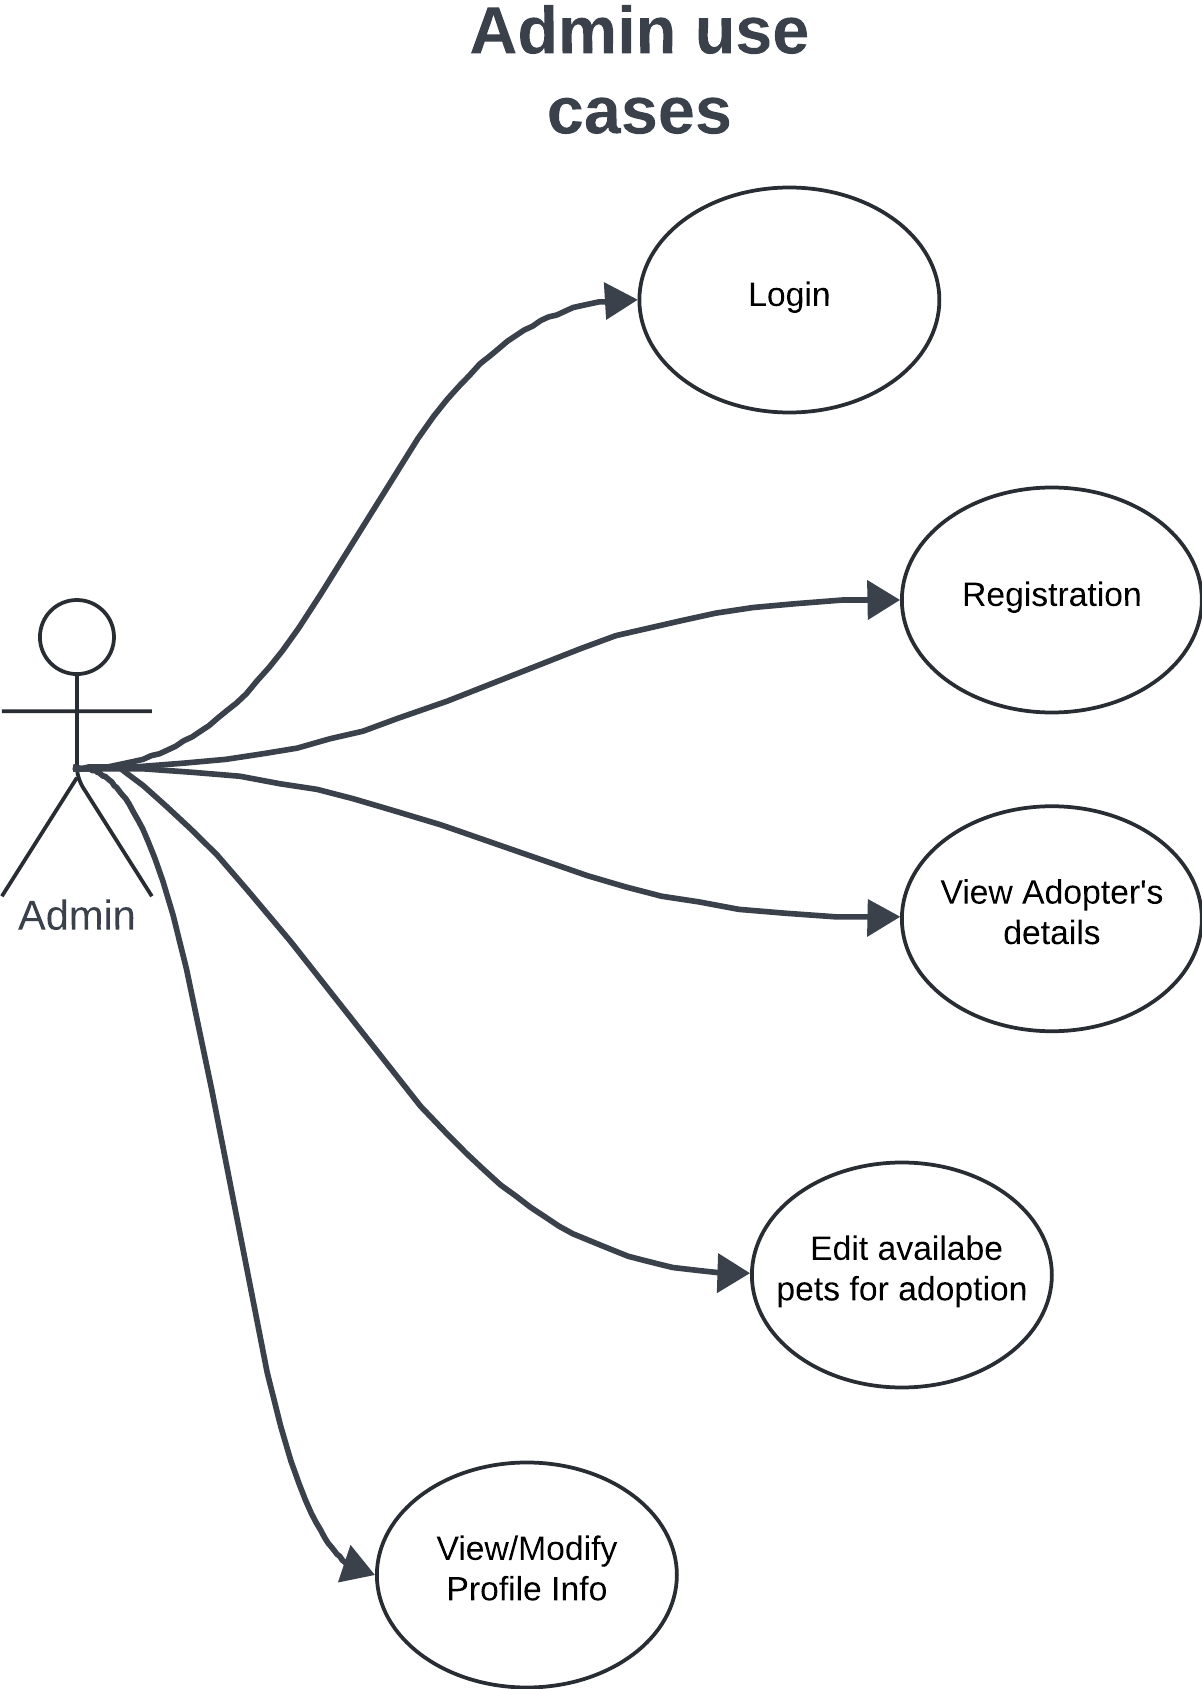 Admin use
cases
Login
Registration
Admin
View Adopter's
details
Edit availabe
pets for adoption
View/Modify
Profile Info